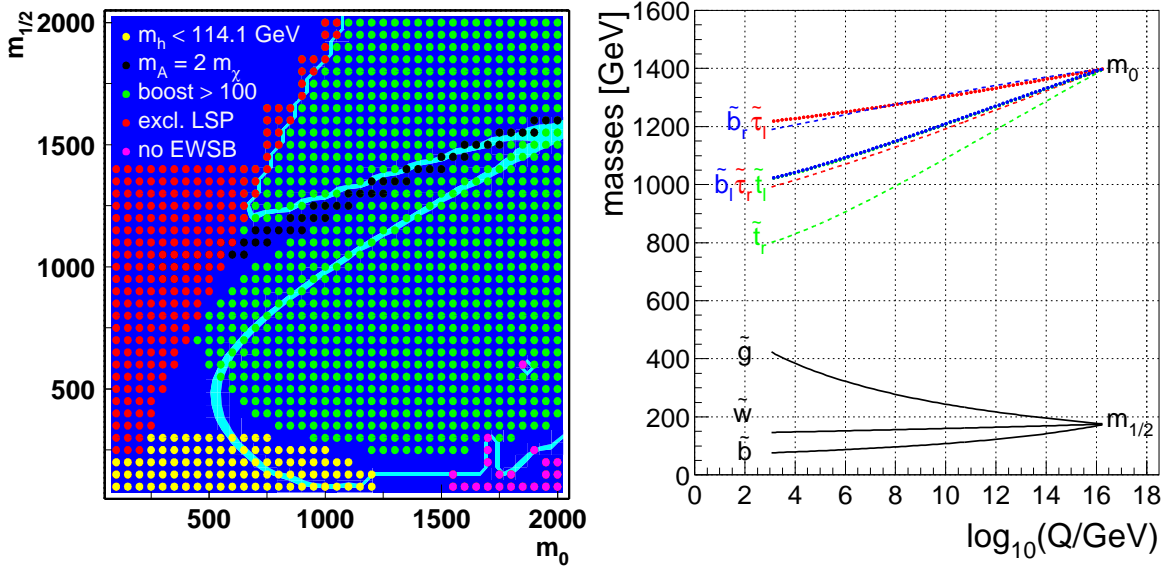 m1/2
2000
1500
1000
500
mh < 114.1 GeV
mA = 2 mχ
boost > 100
excl. LSP
no EWSB
500
1000
1500
2000
m0
masses [GeV]
1600
1400
1200
1000
800
600
400
200
0
m0
b̃r τ̃l
b̃l τ̃r t̃l
t̃r
g̃
w̃
b̃
m1/2
0
2
4
6
8
10
12
14
16
18
log10(Q/GeV)